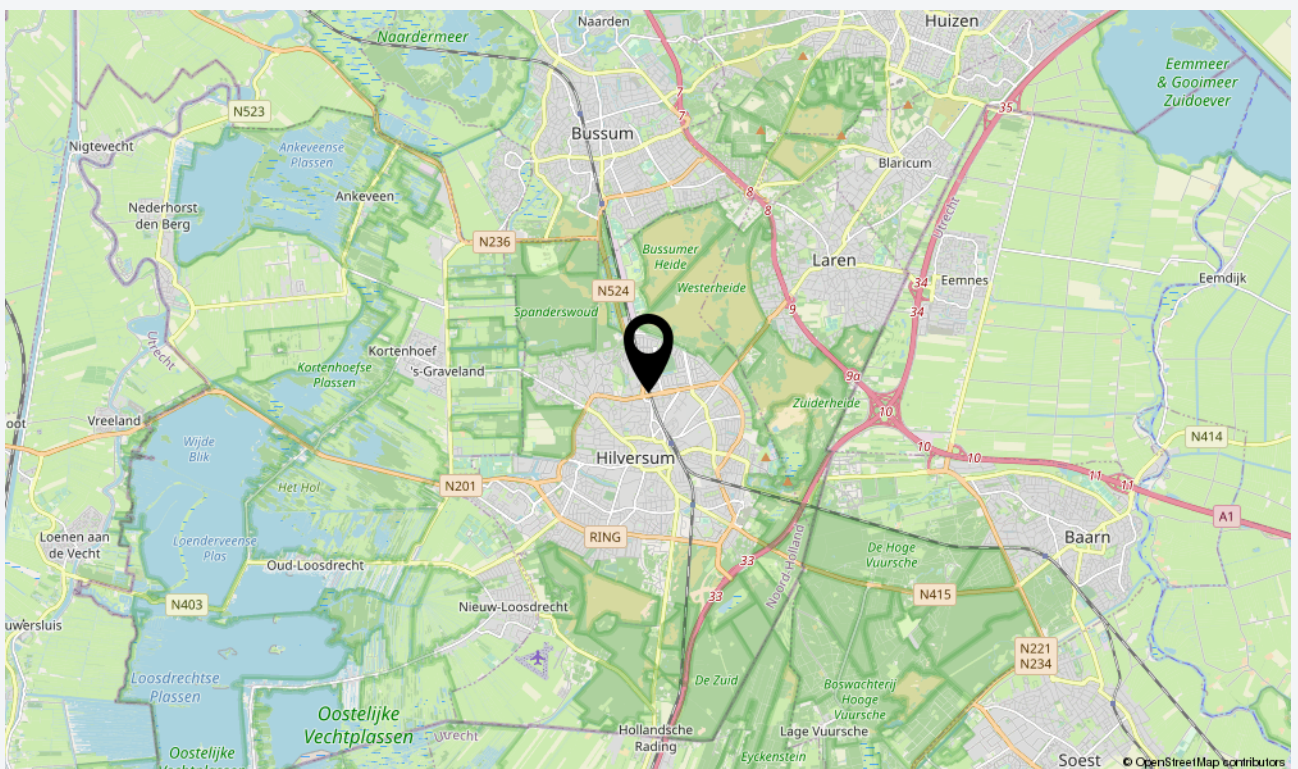 Naarden
Huizen
Naardermeer
Eemmeer
& Gooimeer
Zuidoever
7
35
N523
7
Bussum
Nigtevecht
Ankeveense
Plassen
Blaricum
Ankeveen
8
8
Nederhorst
den Berg
Utrecht
N236
Bussumer
Heide
Laren
Eemnes
Eemdijk
34
N524
Westerheide
9
34
Spanderswoud
Utrecht
Kortenhoef
's-Graveland
Kortenhoefse
Plassen
9a
Zuiderheide
10
Vreeland
oot
Wijde
Blik
N414
10
10
Hilversum
11
11
N201
Het Hol
A1
Loenen aan
de Vecht
Loenderveense
Plas
RING
Baarn
De Hoge
Vuursche
33
Oud-Loosdrecht
Noord-Holland
N403
Nieuw-Loosdrecht
33
N415
uwersluis
N221
N234
Loosdrechtse
Plassen
De Zuid
Boswachterij
Hooge
Vuursche
Oostelijke
Vechtplassen
Utrecht
Hollandsche
Rading
Lage Vuursche
Oostelijke
Vechtplassen
Eyckenstein
Soest
© OpenStreetMap contributors